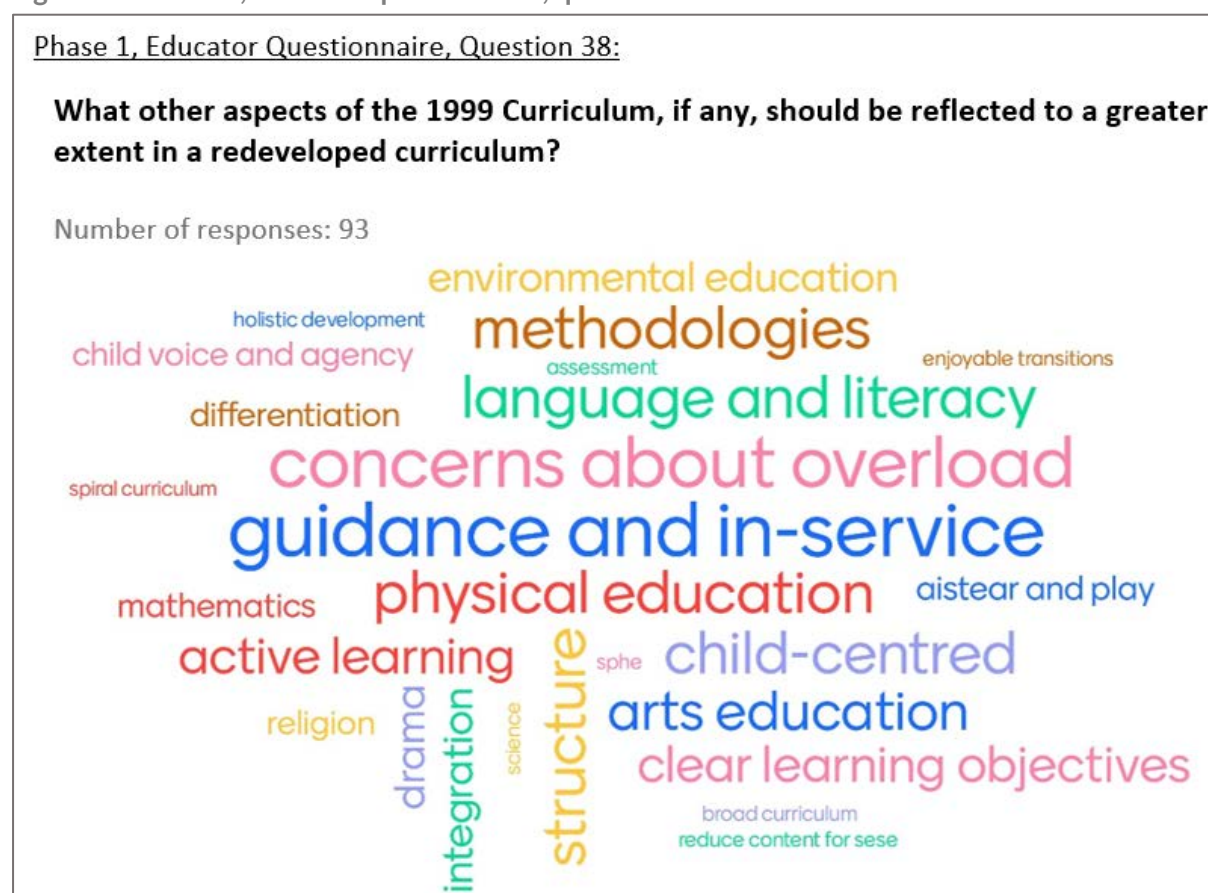 Phase 1, Educator Questionnaire, Question 38:
What other aspects of the 1999 Curriculum, if any, should be reflected to a greater
extent in a redeveloped curriculum?
Number of responses: 93
environmental education
holistic development
methodologies
child voice and agency
assessment
enjoyable transitions
language and literacy
differentiation
concerns about overload
spiral curriculum
guidance and in-service
physical education
aistear and play
mathematics
active learning
structure
sphe
child-centred
religion
drama
integration
science
arts education
clear learning objectives
broad curriculum
reduce content for sese